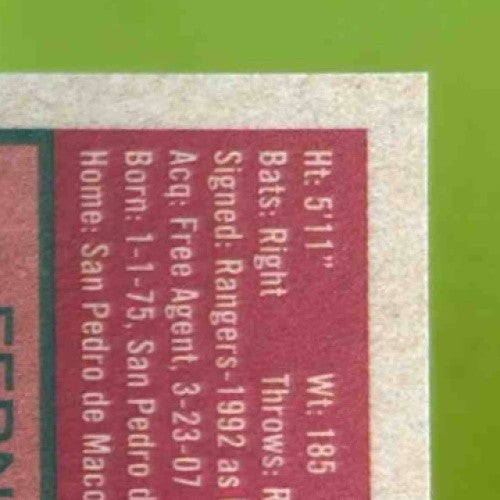 Ht: 5'11" Wt: 185
Bats: Right Throws: R
Signed: Rangers-1992 as
Acq: Free Agent, 3-23-07
Born: 1-1-75, San Pedro d
Home: San Pedro de Maco
FERN